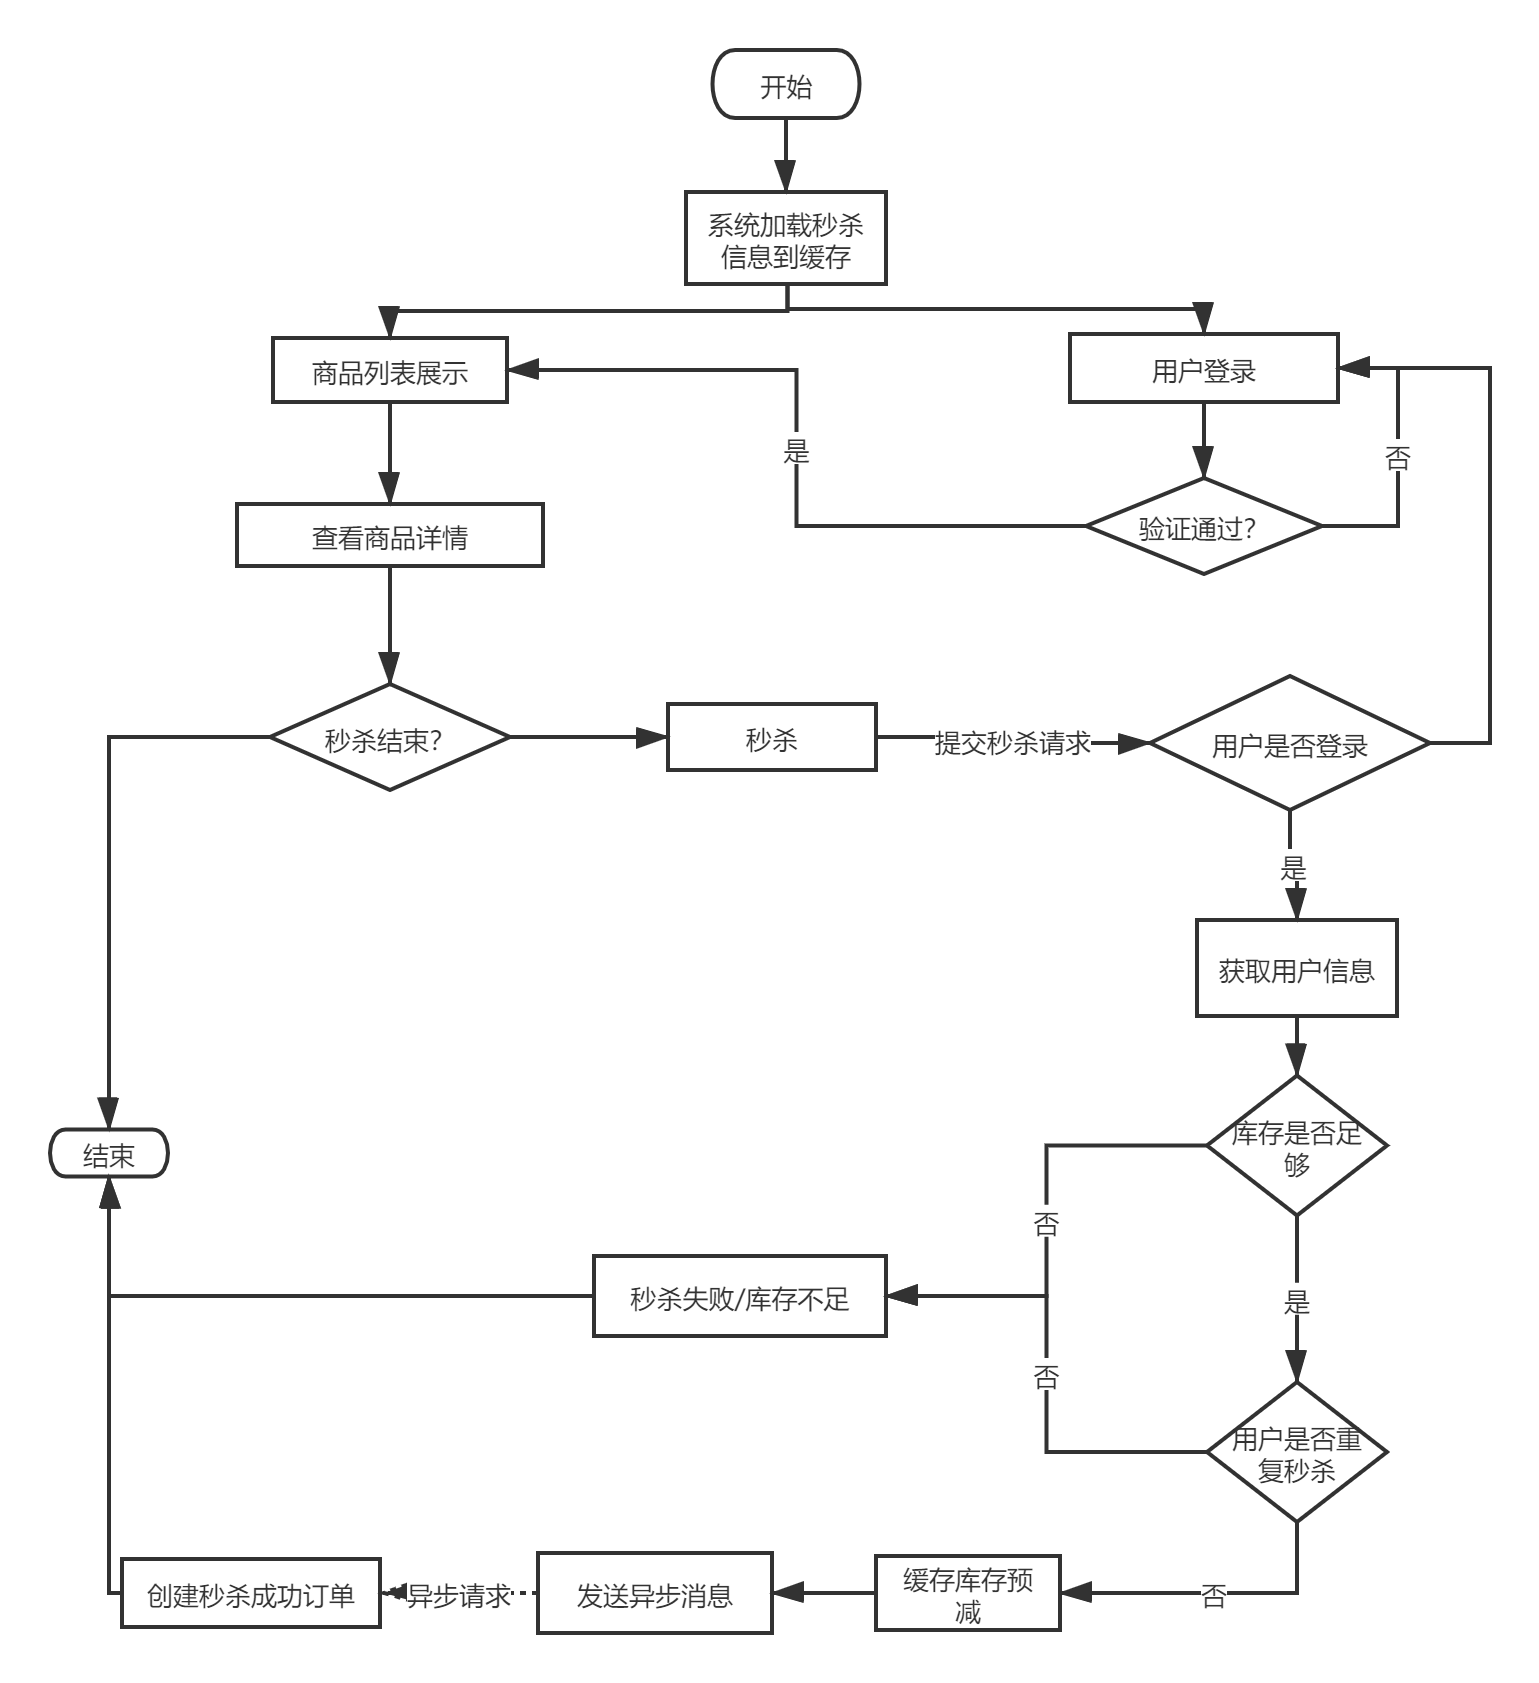 开始
系统加载秒杀
信息到缓存
商品列表展示
用户登录
是
否
验证通过?
查看商品详情
秒杀结束?
秒杀
提交秒杀请求
用户是否登录
是
获取用户信息
库存是否足
够
结束
否
秒杀失败/库存不足
是
否
用户是否重
复秒杀
创建秒杀成功订单
异步请求
发送异步消息
缓存库存预
减
否